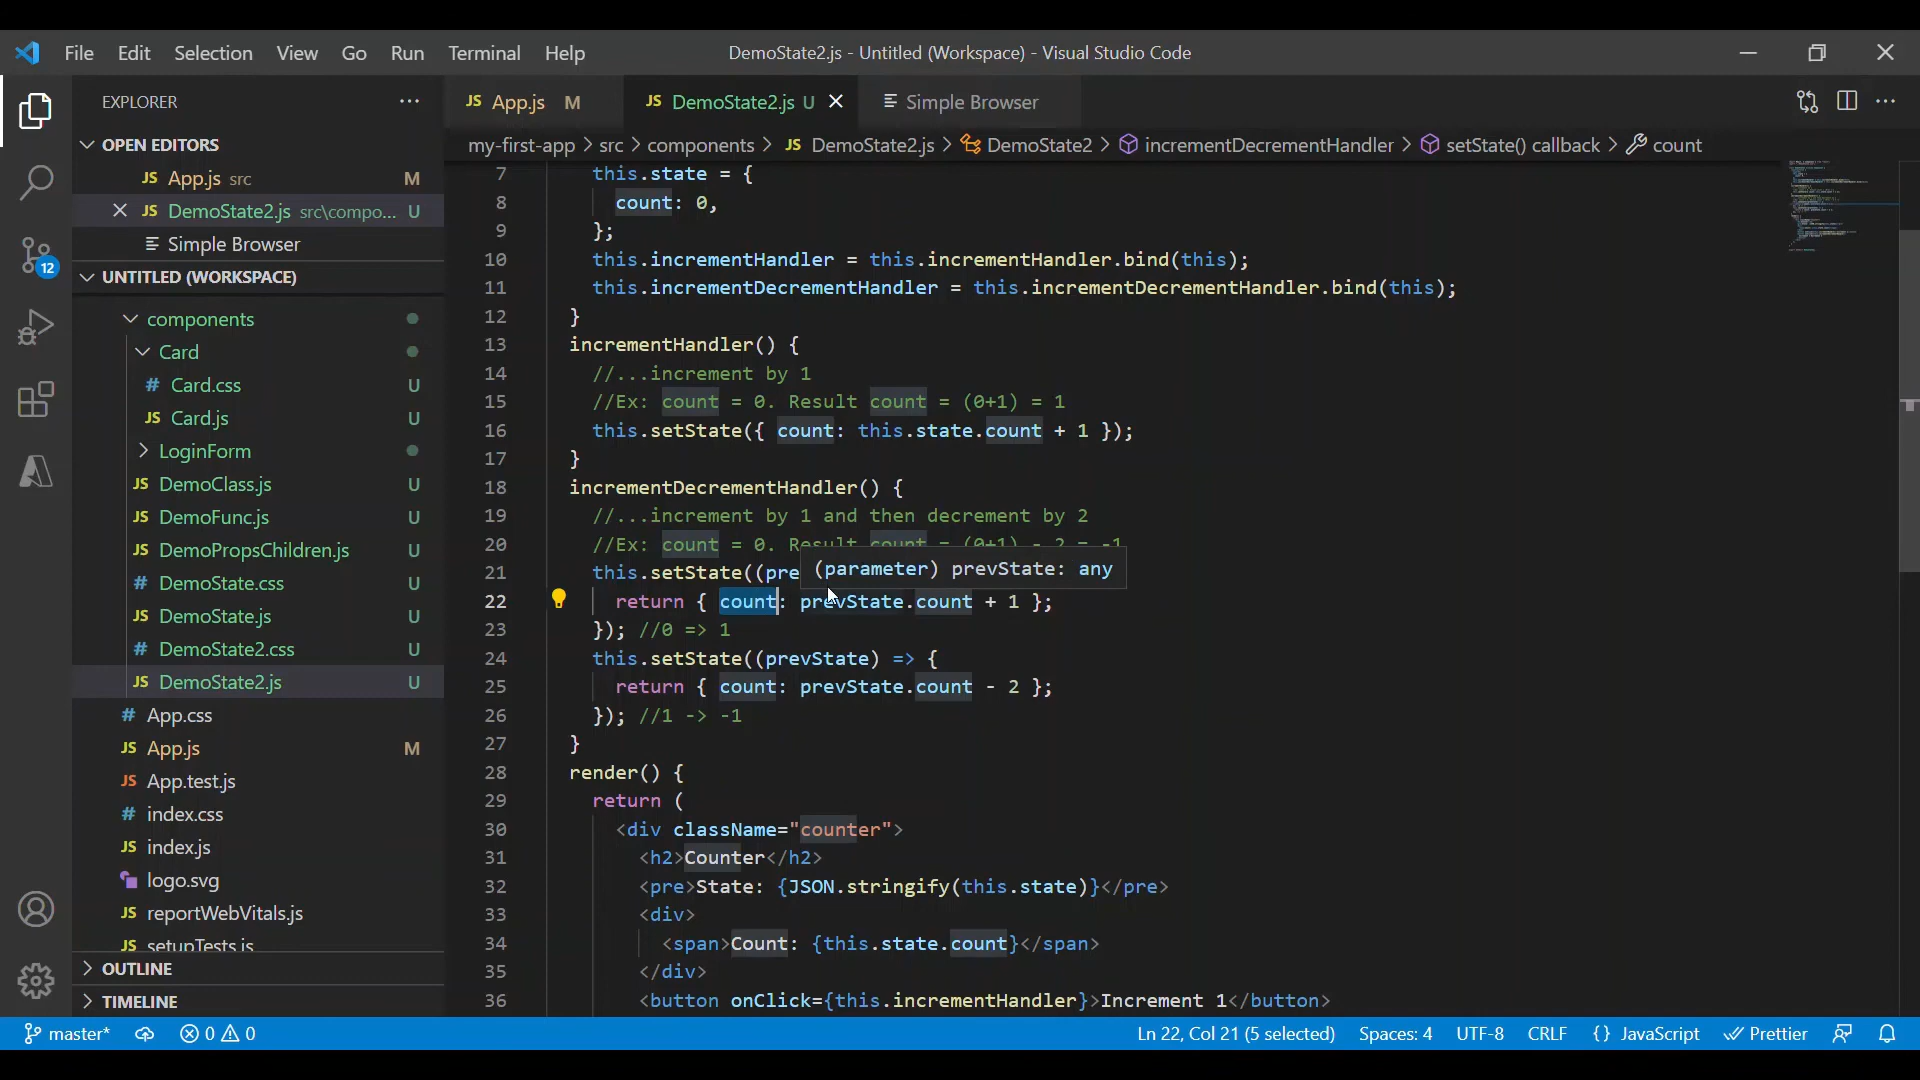 File Edit Selection View Go Run Terminal Help
DemoState2.js - Untitled (Workspace) - Visual Studio Code
EXPLORER
OPEN EDITORS
JS App.js src M
JS DemoState2.js src\compo... U
Simple Browser
UNTITLED (WORKSPACE)
components
Card
# Card.css U
JS Card.js U
LoginForm
JS DemoClass.js U
JS DemoFunc.js U
JS DemoPropsChildren.js U
# DemoState.css U
JS DemoState.js U
# DemoState2.css U
JS DemoState2.js U
# App.css
JS App.js M
JS App.test.js
# index.css
JS index.js
logo.svg
JS reportWebVitals.js
JS setupTests.js
OUTLINE
TIMELINE
12
JS App.js M
JS DemoState2.js U
Simple Browser
my-first-app > src > components > JS DemoState2.js > DemoState2 > incrementDecrementHandler > setState() callback > count
7 this.state = {
8 count: 0,
9 };
10 this.incrementHandler = this.incrementHandler.bind(this);
11 this.incrementDecrementHandler = this.incrementDecrementHandler.bind(this);
12 }
13 incrementHandler() {
14 //...increment by 1
15 //Ex: count = 0. Result count = (0+1) = 1
16 this.setState({ count: this.state.count + 1 });
17 }
18 incrementDecrementHandler() {
19 //...increment by 1 and then decrement by 2
20 //Ex: count = 0. Result count = (0+1) - 2 = -1
21 this.setState((pre
(parameter) prevState: any
22 return { count: prevState.count + 1 };
23 }); //0 => 1
24 this.setState((prevState) => {
25 return { count: prevState.count - 2 };
26 }); //1 -> -1
27 }
28 render() {
29 return (
30 <div className="counter">
31 <h2>Counter</h2>
32 <pre>State: {JSON.stringify(this.state)}</pre>
33 <div>
34 <span>Count: {this.state.count}</span>
35 </div>
36 <button onClick={this.incrementHandler}>Increment 1</button>
master* 0 0
Ln 22, Col 21 (5 selected) Spaces: 4 UTF-8 CRLF {} JavaScript Prettier